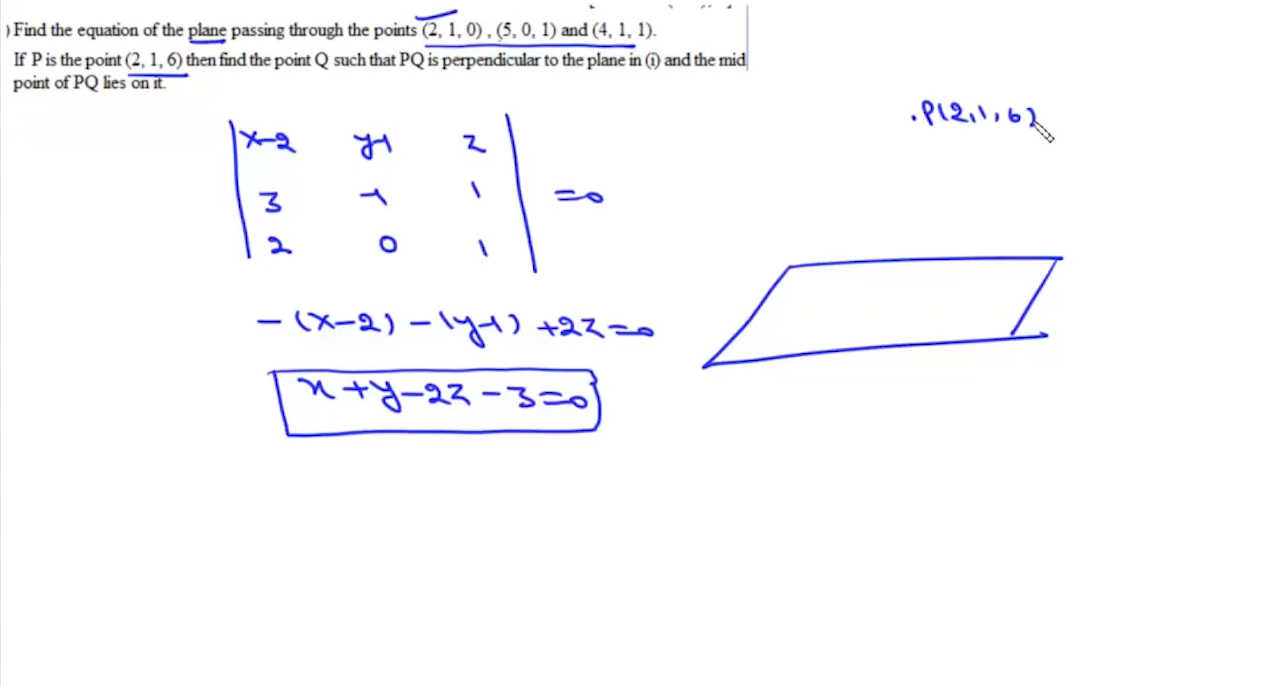 ) Find the equation of the plane passing through the points (2, 1, 0) , (5, 0, 1) and (4, 1, 1).
If P is the point (2, 1, 6) then find the point Q such that PQ is perpendicular to the plane in (i) and the mid
point of PQ lies on it.
.P(2,1,6)
x-2 y-1 z
3 -1 1 =0
2 0 1
-(x-2) -(y-1) +2z=0
x+y-2z-3=0